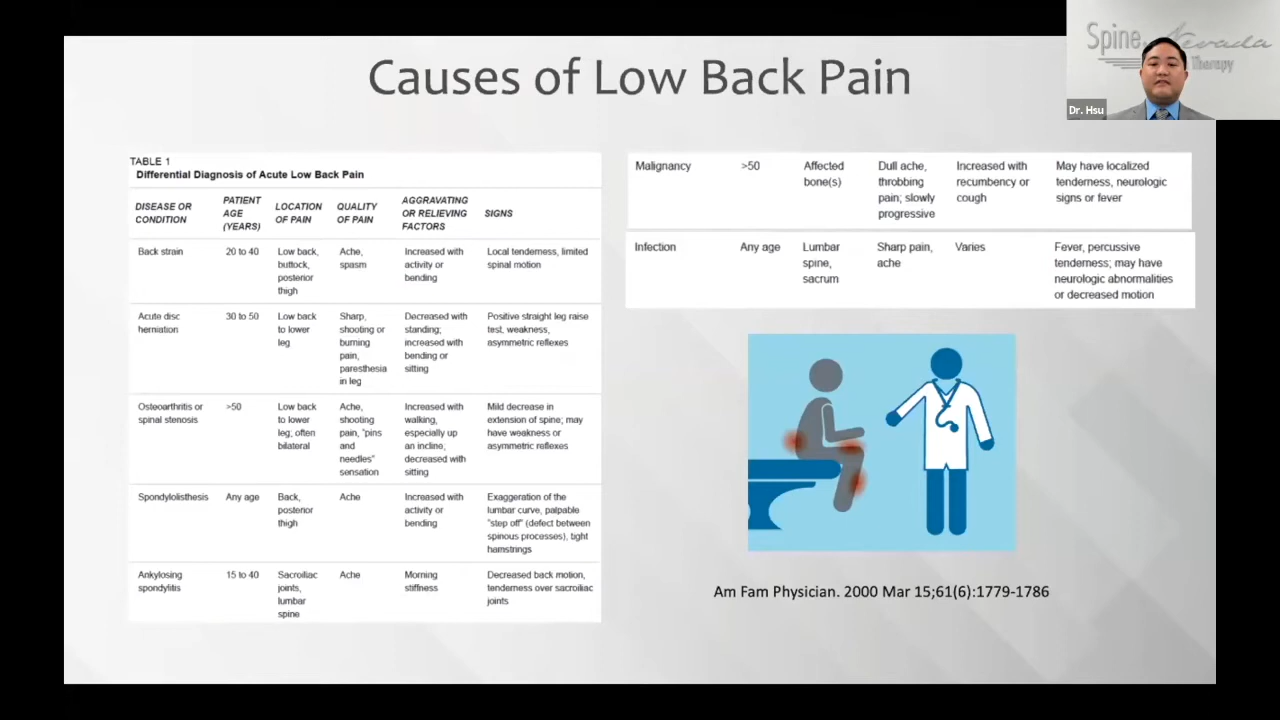 Causes of Low Back Pain
Spine Nevada
Therapy
Dr. Hsu
TABLE 1
Differential Diagnosis of Acute Low Back Pain
DISEASE OR CONDITION PATIENT AGE (YEARS) LOCATION OF PAIN QUALITY OF PAIN AGGRAVATING OR RELIEVING FACTORS SIGNS
Back strain 20 to 40 Low back, buttock, posterior thigh Ache, spasm Increased with activity or bending Local tenderness, limited spinal motion
Acute disc herniation 30 to 50 Low back to lower leg Sharp, shooting or burning pain, paresthesia in leg Decreased with standing; increased with bending or sitting Positive straight leg raise test, weakness, asymmetric reflexes
Osteoarthritis or spinal stenosis >50 Low back to lower leg; often bilateral Ache, shooting pain, "pins and needles" sensation Increased with walking, especially up an incline; decreased with sitting Mild decrease in extension of spine; may have weakness or asymmetric reflexes
Spondylolisthesis Any age Back, posterior thigh Ache Increased with activity or bending Exaggeration of the lumbar curve, palpable "step off" (defect between spinous processes), tight hamstrings
Ankylosing spondylitis 15 to 40 Sacroiliac joints, lumbar spine Ache Morning stiffness Decreased back motion, tenderness over sacroiliac joints
Malignancy >50 Affected bone(s) Dull ache, throbbing pain; slowly progressive Increased with recumbency or cough May have localized tenderness, neurologic signs or fever
Infection Any age Lumbar spine, sacrum Sharp pain, ache Varies Fever, percussive tenderness; may have neurologic abnormalities or decreased motion
Am Fam Physician. 2000 Mar 15;61(6):1779-1786